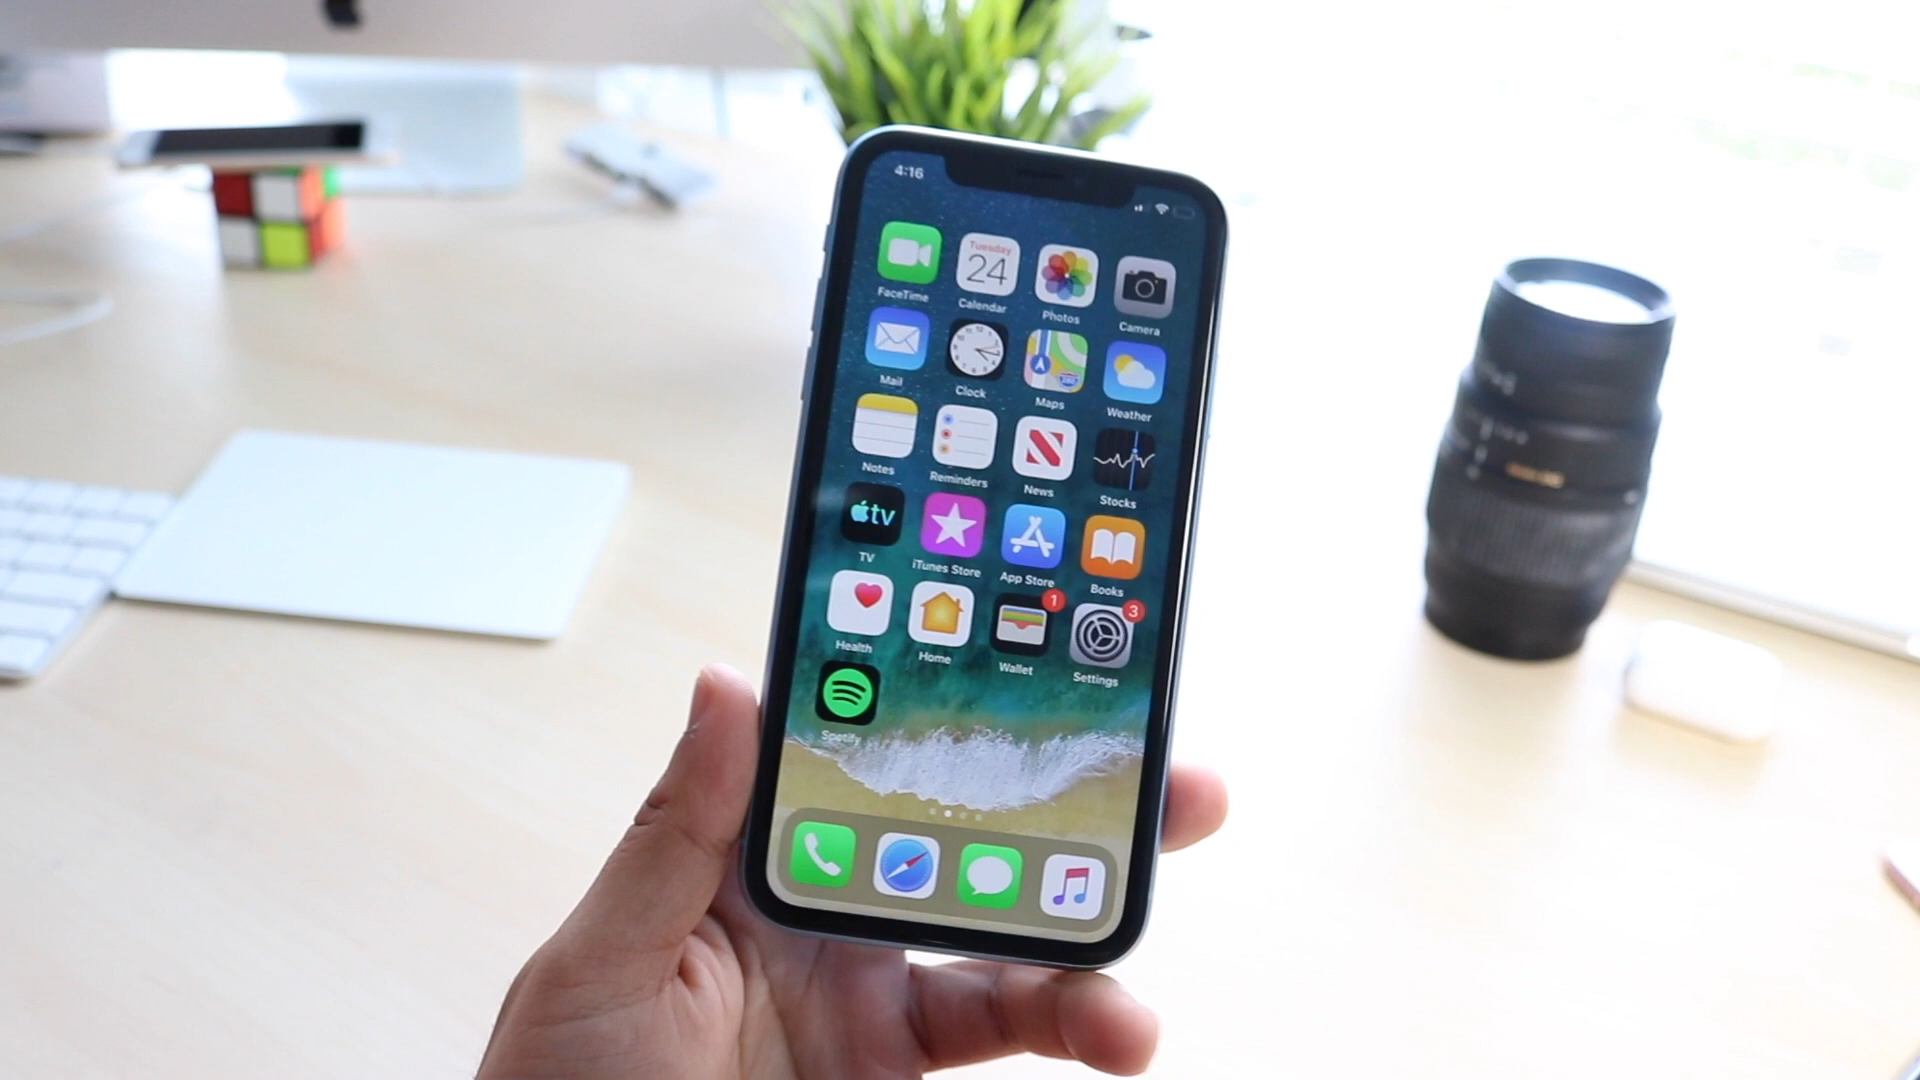 4:16
Tuesday
24
FaceTime
Calendar
Photos
Camera
Mail
Clock
Maps
Weather
Notes
Reminders
News
Stocks
tv
TV
iTunes Store
App Store
Books
1
3
Health
Home
Wallet
Settings
Spotify